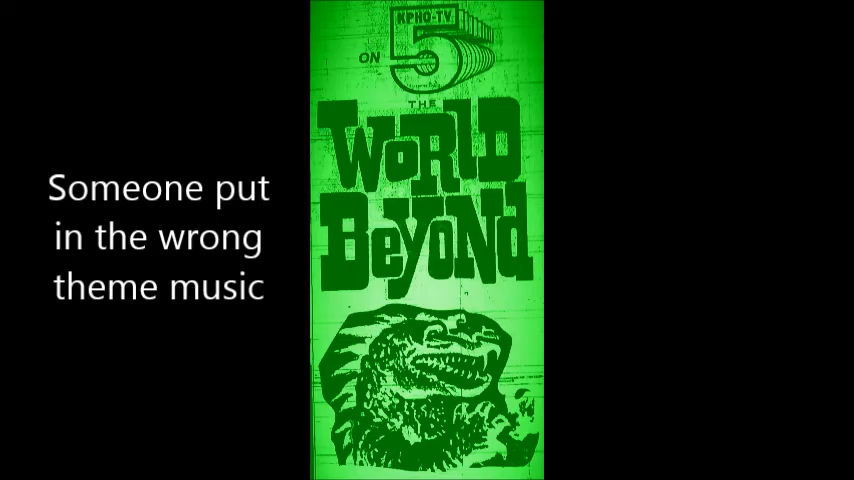 Someone put
in the wrong
theme music
KPHO-TV
ON 5
THE
WORLD
BEYOND